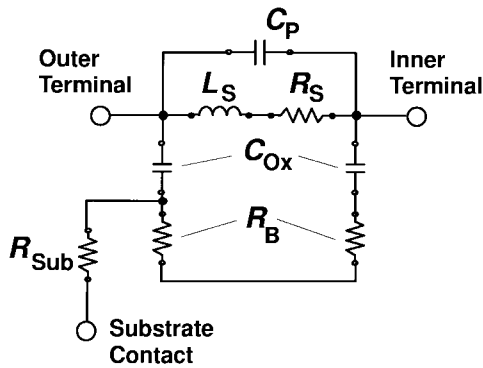 C_P
Outer
Terminal
Inner
Terminal
L_S
R_S
C_Ox
R_B
R_Sub
Substrate
Contact